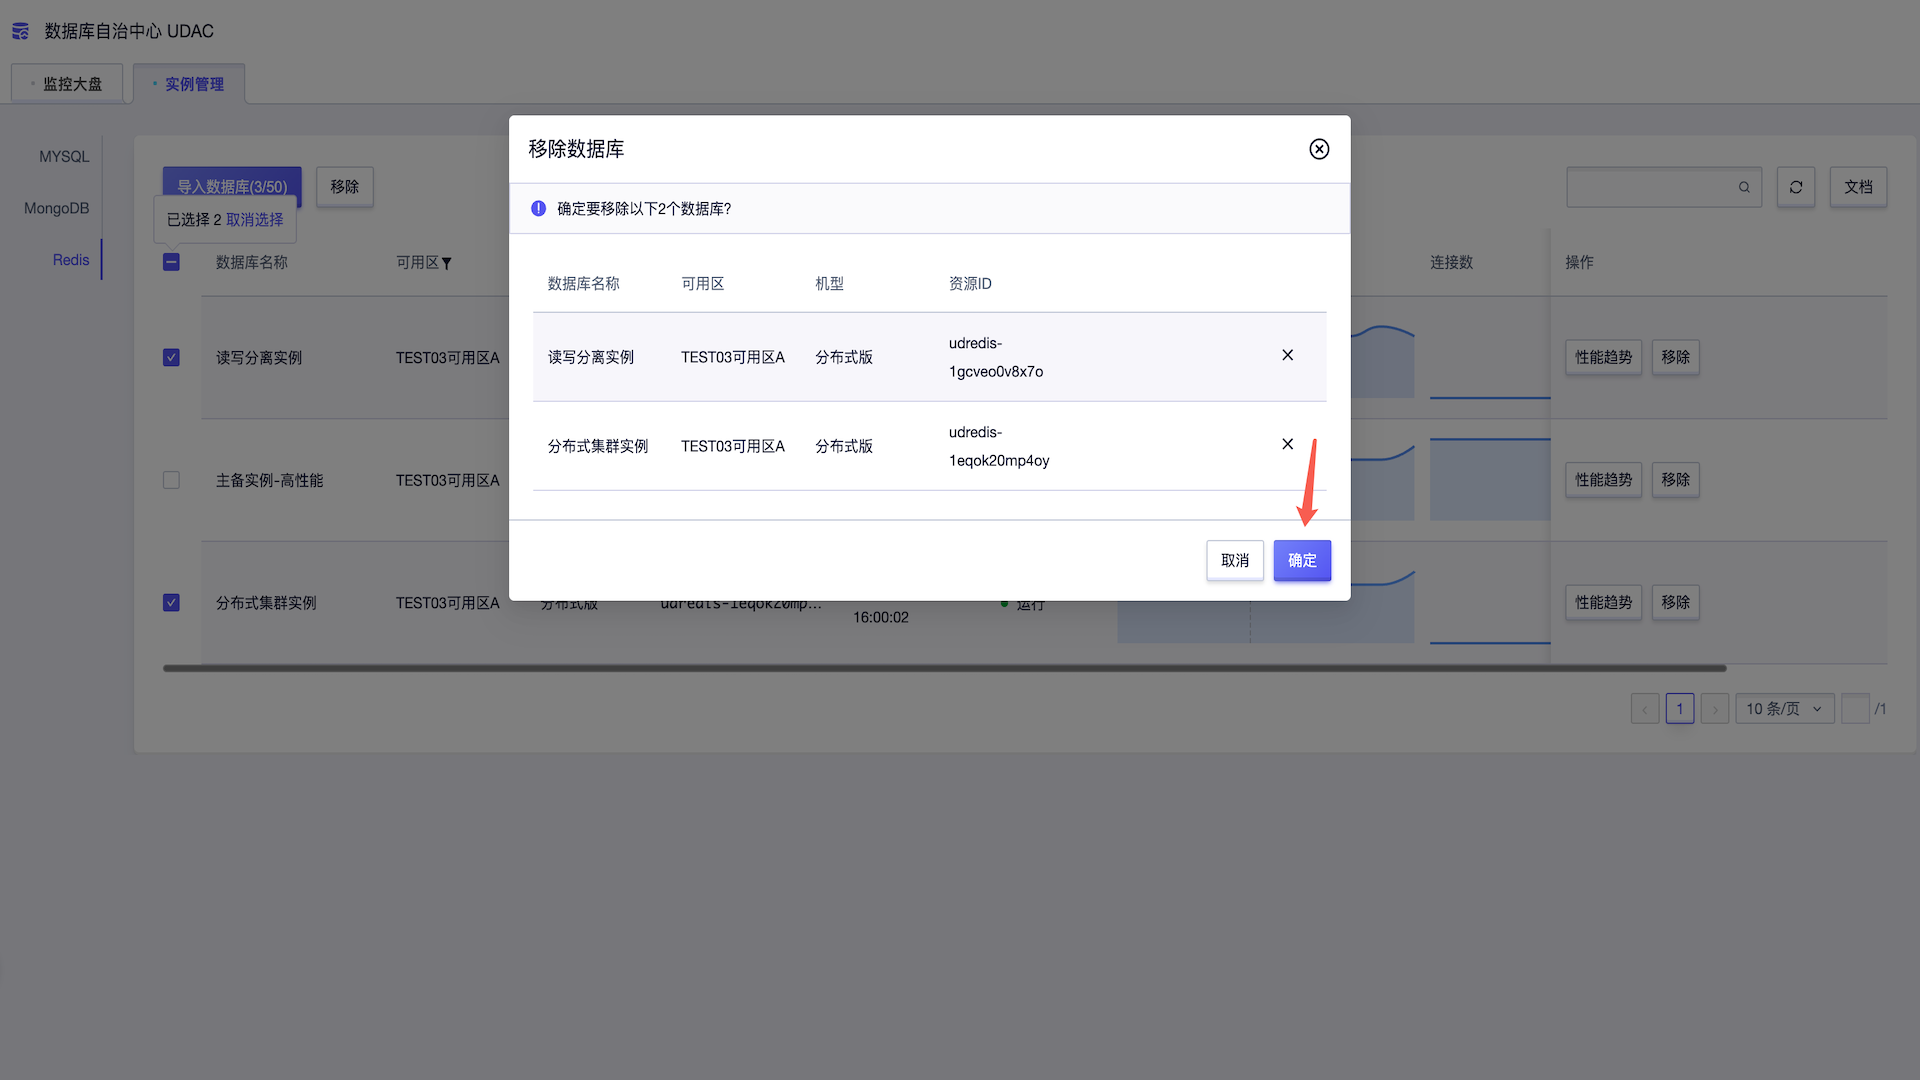 数据库自治中心 UDAC
监控大盘
实例管理
MYSQL
MongoDB
Redis
导入数据库(3/50)
移除
已选择 2 取消选择
文档
数据库名称
可用区
连接数
操作
读写分离实例
TEST03可用区A
性能趋势
移除
主备实例-高性能
TEST03可用区A
性能趋势
移除
分布式集群实例
TEST03可用区A
分布式版
udredis-1eqok20mp...
16:00:02
运行
性能趋势
移除
1
10 条/页
/1
移除数据库
确定要移除以下2个数据库?
数据库名称
可用区
机型
资源ID
读写分离实例
TEST03可用区A
分布式版
udredis-
1gcveo0v8x7o
分布式集群实例
TEST03可用区A
分布式版
udredis-
1eqok20mp4oy
取消
确定